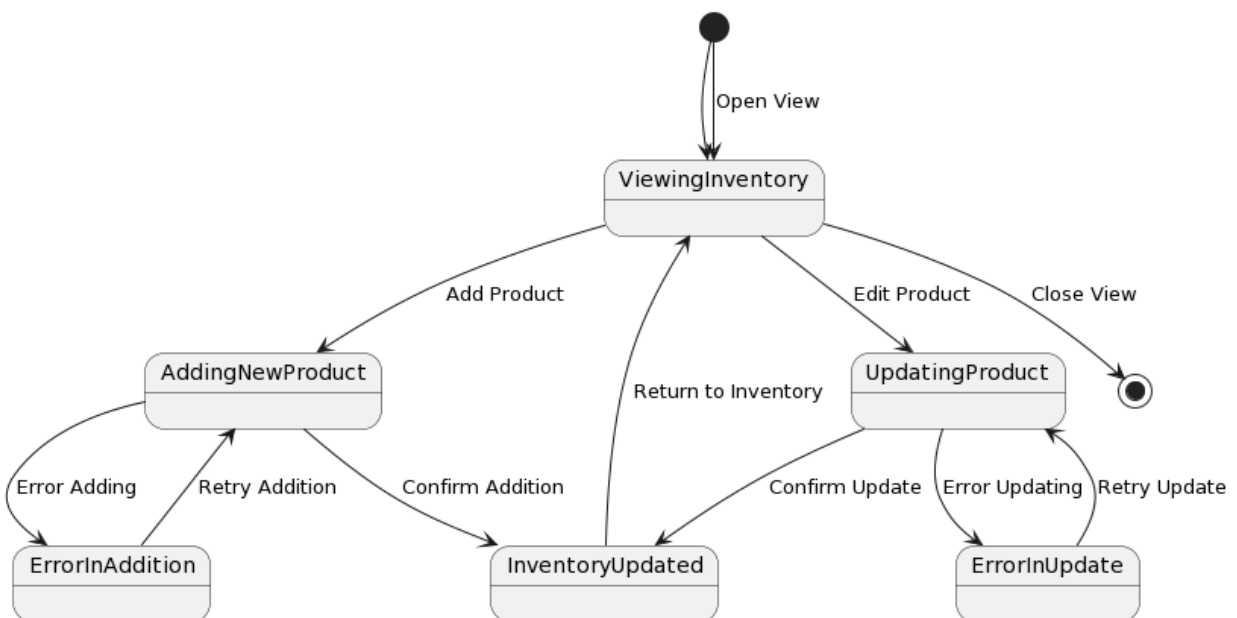 Open View
ViewingInventory
Add Product
Edit Product
Close View
AddingNewProduct
Return to Inventory
UpdatingProduct
Error Adding
Retry Addition
Confirm Addition
Confirm Update
Error Updating
Retry Update
ErrorInAddition
InventoryUpdated
ErrorInUpdate